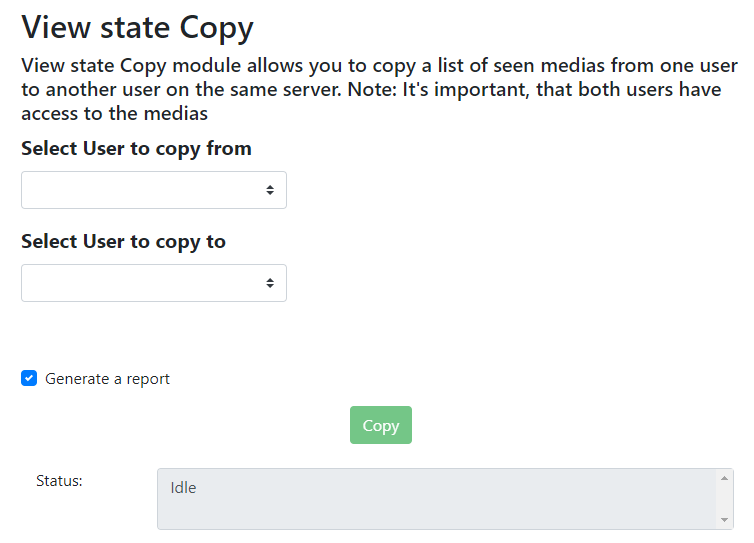 View state Copy
View state Copy module allows you to copy a list of seen medias from one user
to another user on the same server. Note: It's important, that both users have
access to the medias
Select User to copy from
Select User to copy to
Generate a report
Copy
Status:
Idle